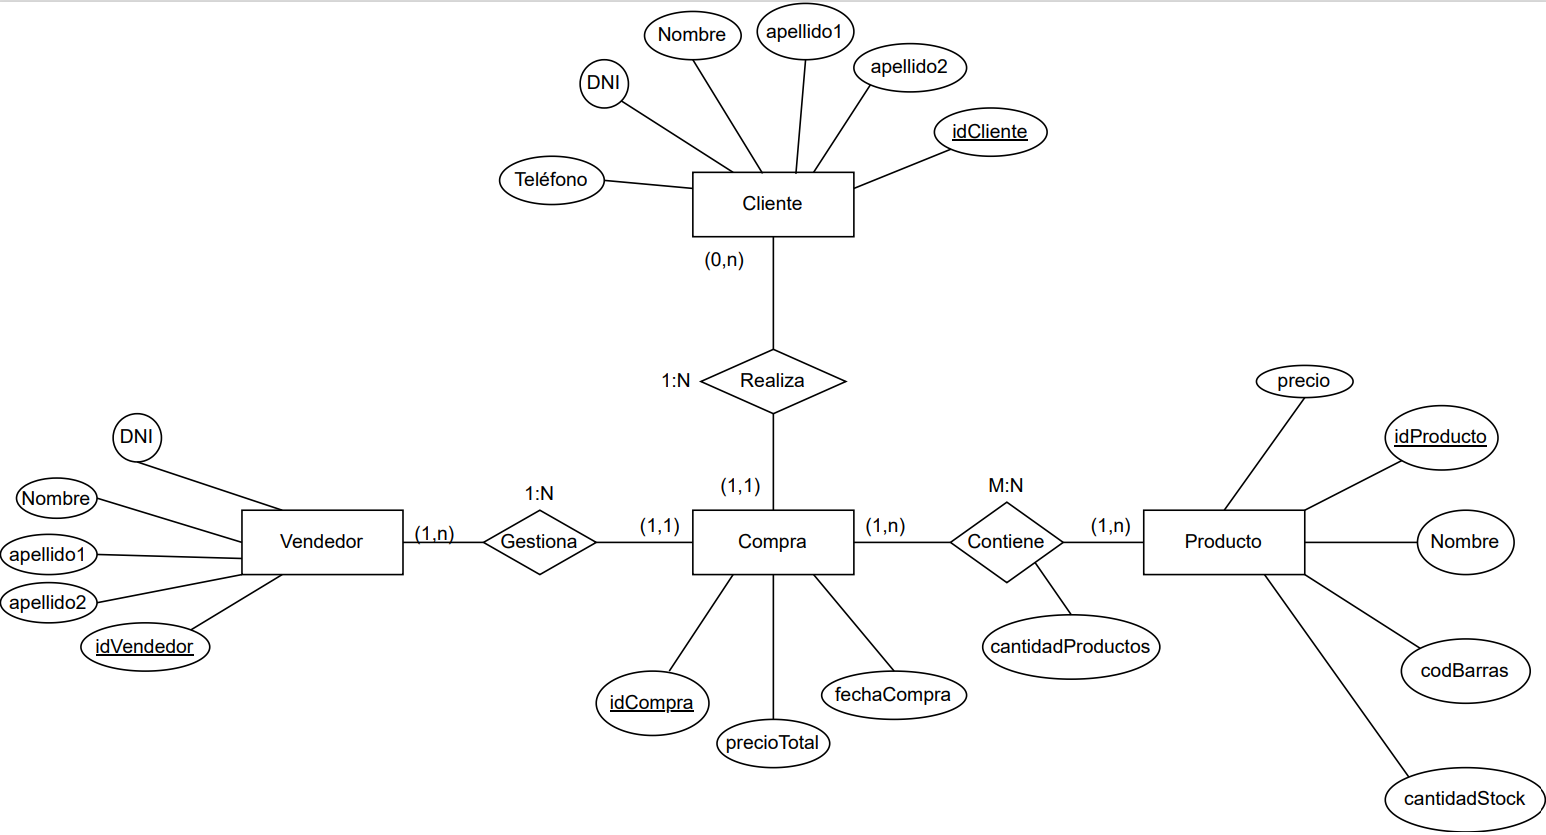 apellido1
Nombre
apellido2
DNI
idCliente
Teléfono
Cliente
(0,n)
1:N
Realiza
precio
DNI
idProducto
(1,1)
M:N
1:N
Nombre
(1,n)
(1,1)
(1,n)
(1,n)
Vendedor
Gestiona
Compra
Contiene
Producto
Nombre
apellido1
apellido2
idVendedor
cantidadProductos
codBarras
idCompra
fechaCompra
precioTotal
cantidadStock